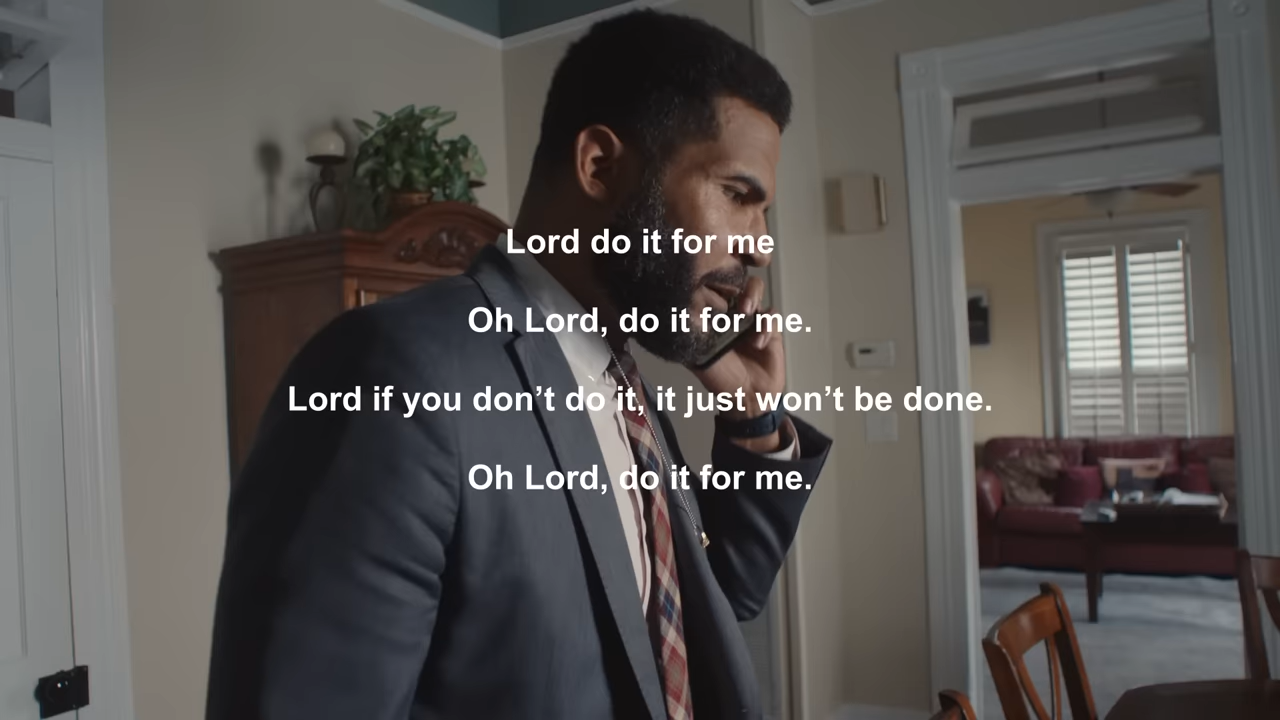 Lord do it for me
Oh Lord, do it for me.
Lord if you don’t do it, it just won’t be done.
Oh Lord, do it for me.